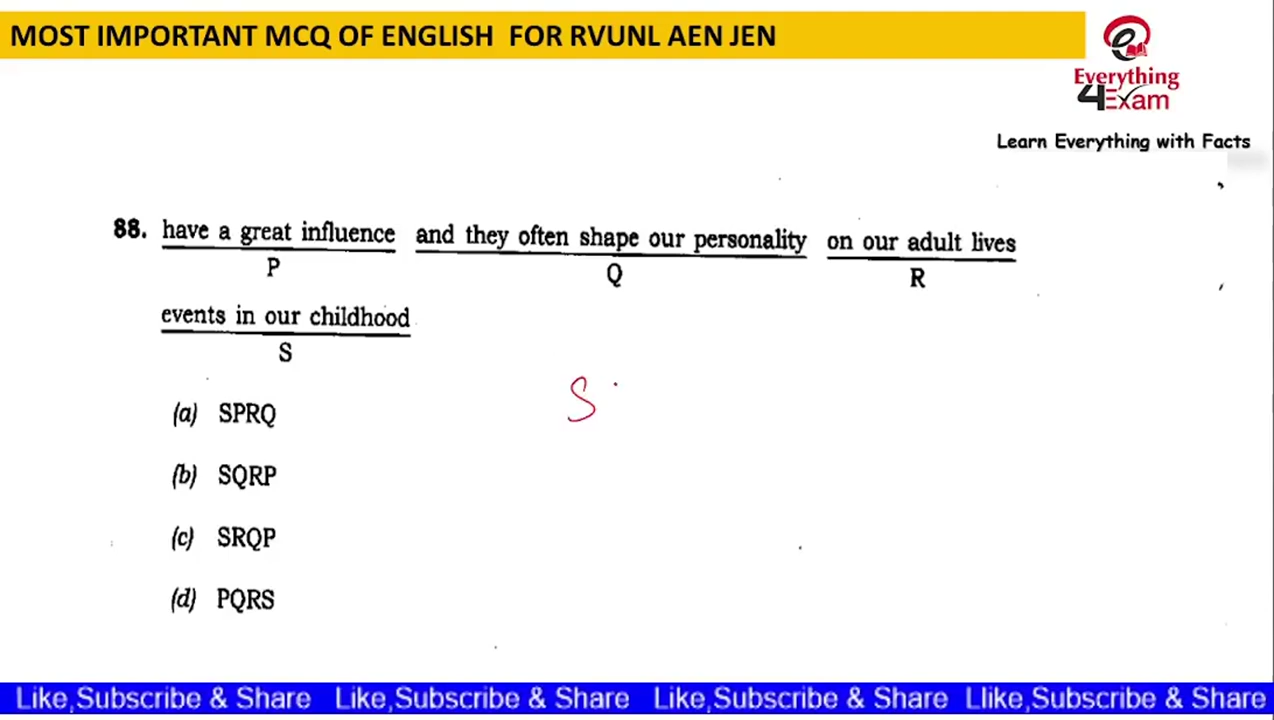 MOST IMPORTANT MCQ OF ENGLISH FOR RVUNL AEN JEN
e
Everything
4Exam
Learn Everything with Facts
88. have a great influence and they often shape our personality on our adult lives
P Q R
events in our childhood
S
S
(a) SPRQ
(b) SQRP
(c) SRQP
(d) PQRS
Like,Subscribe & Share Like,Subscribe & Share Like,Subscribe & Share Llike,Subscribe & Share